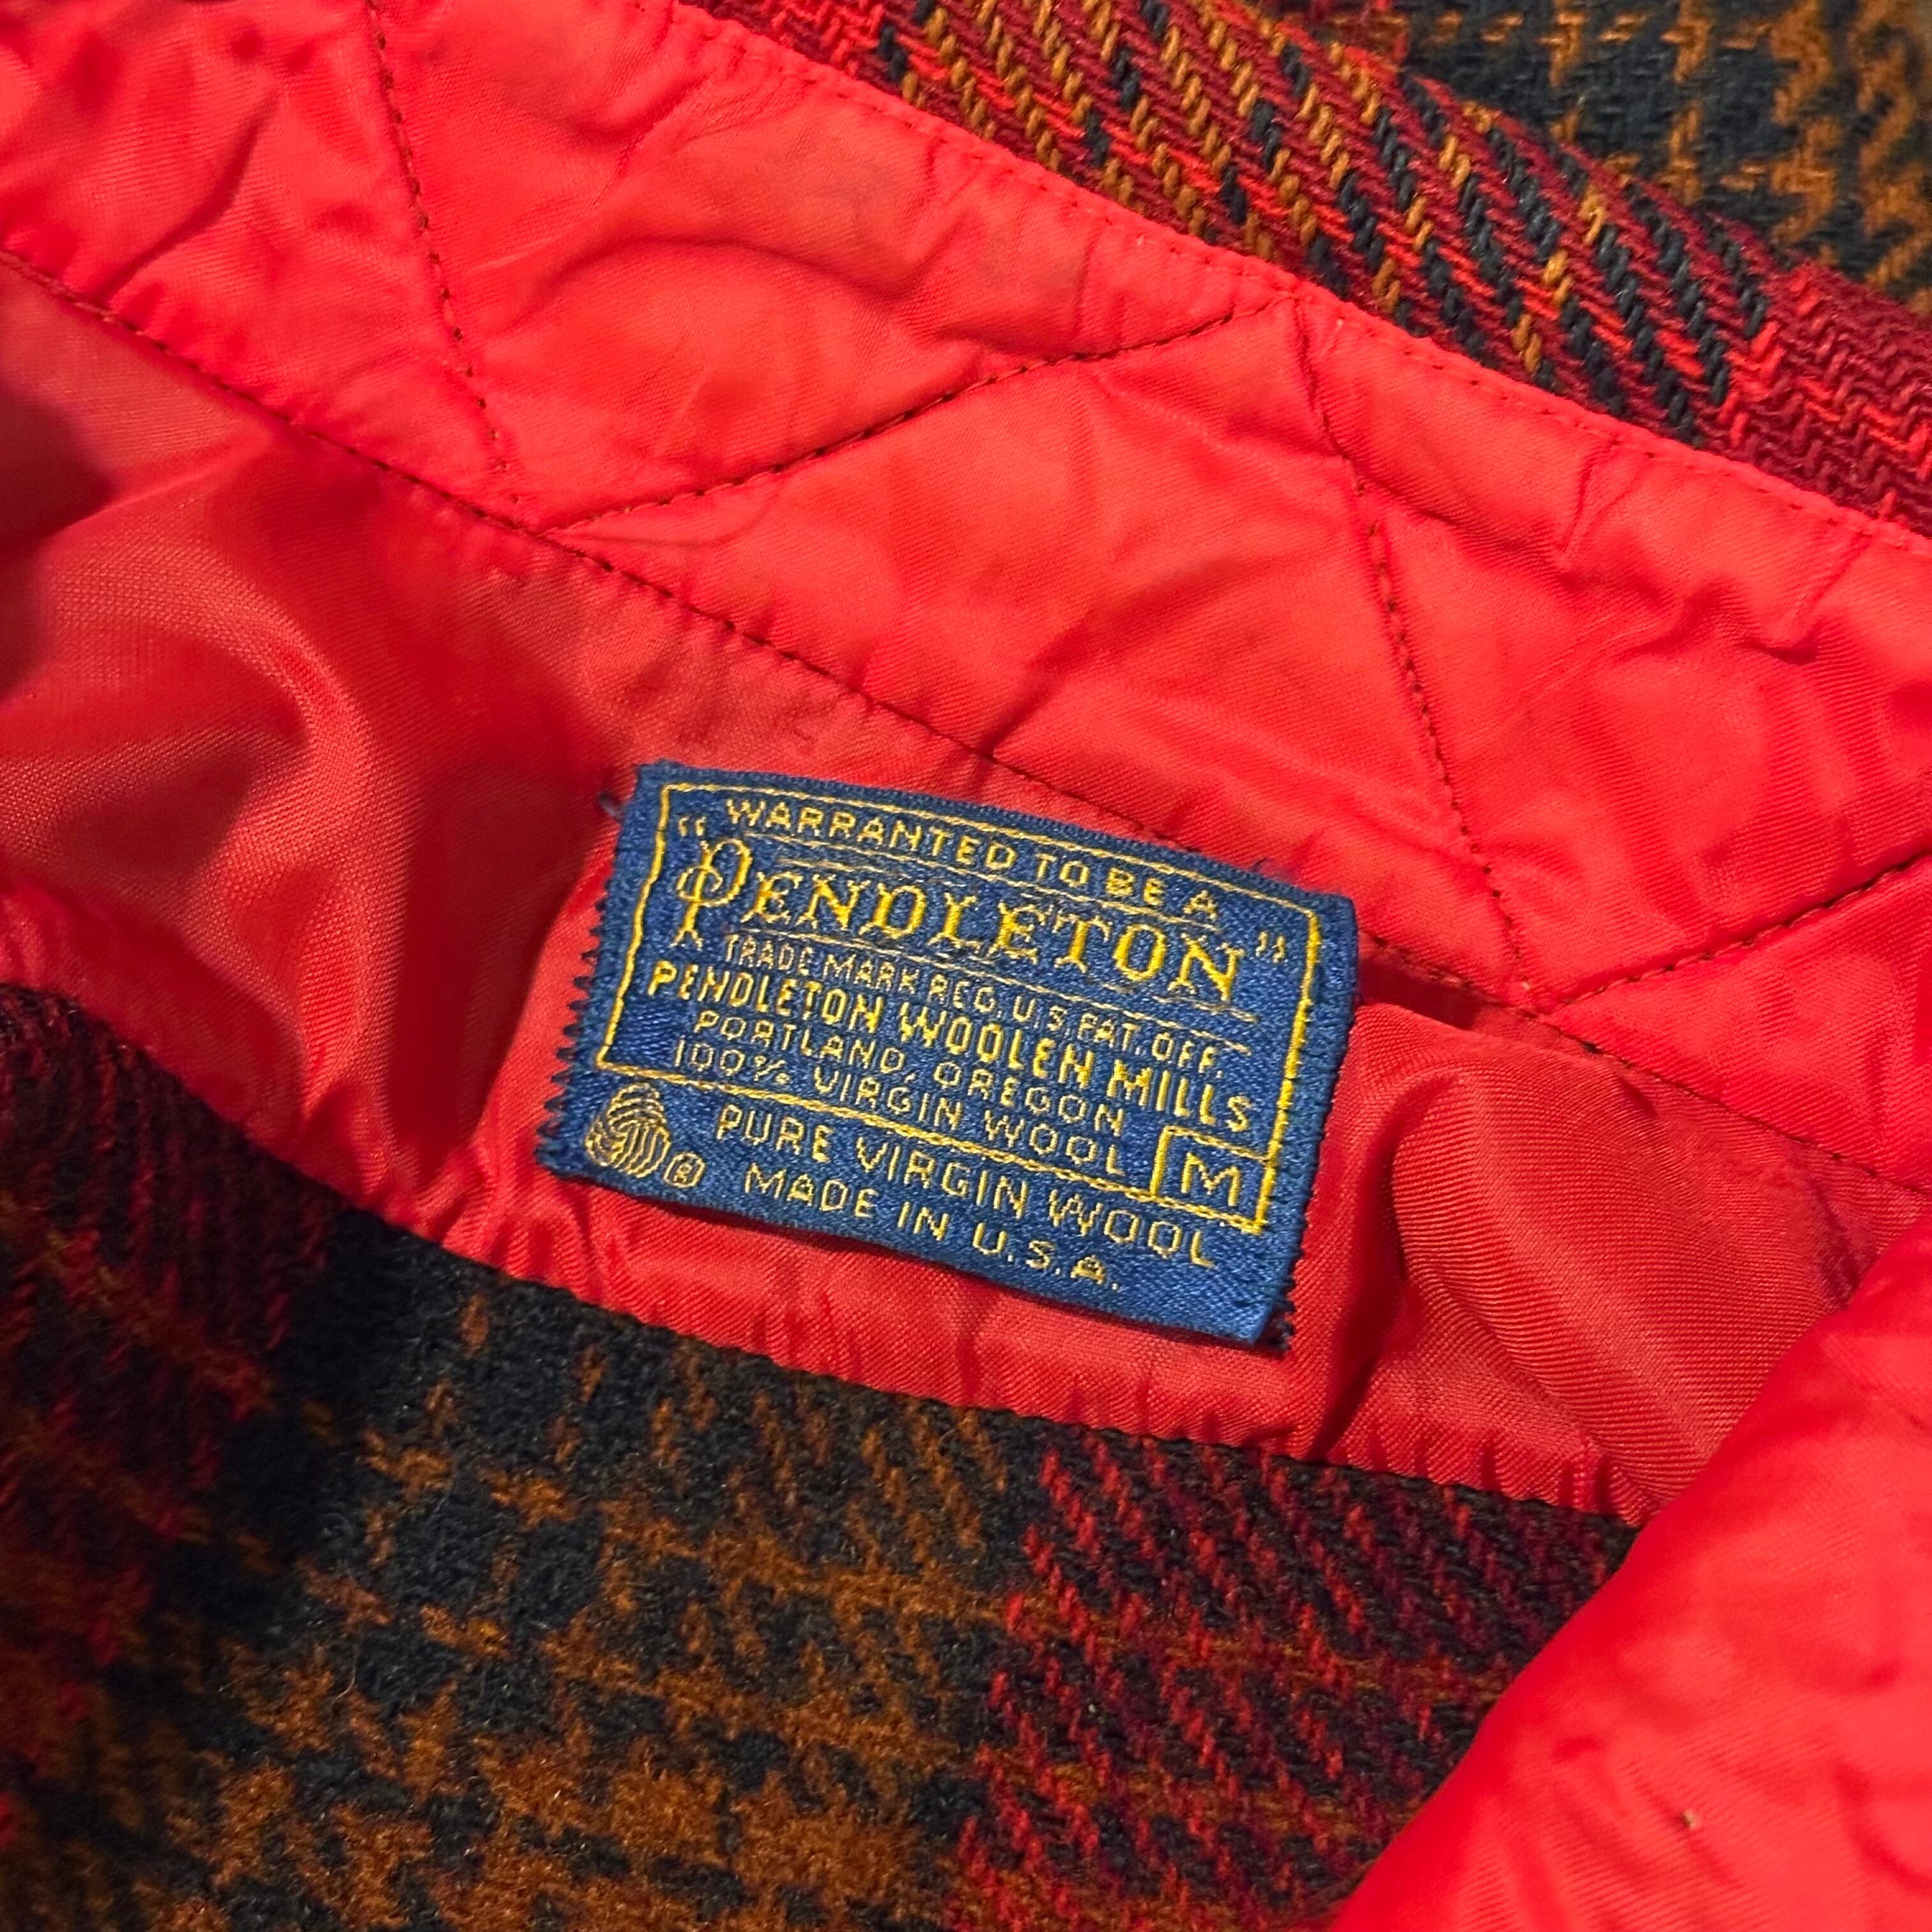 WARRANTED TO BE A
"PENDLETON"
TRADE MARK REG. U.S. PAT. OFF.
PENDLETON WOOLEN MILLS
PORTLAND, OREGON
100% VIRGIN WOOL
M
® PURE VIRGIN WOOL
MADE IN U.S.A.